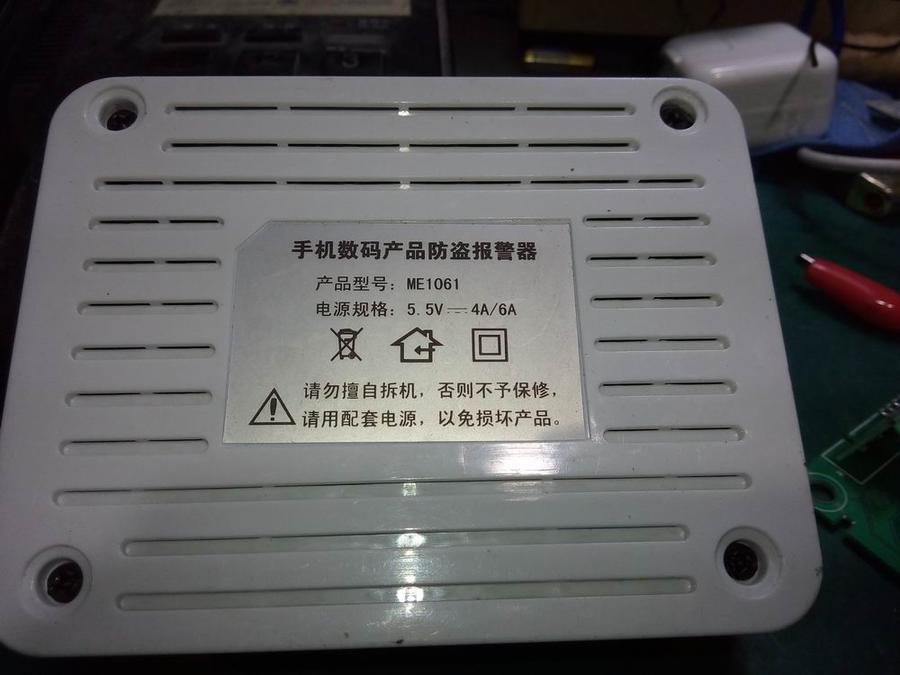 手机数码产品防盗报警器
产品型号：ME1061
电源规格：5.5V⎓4A/6A
请勿擅自拆机，否则不予保修，
请用配套电源，以免损坏产品。